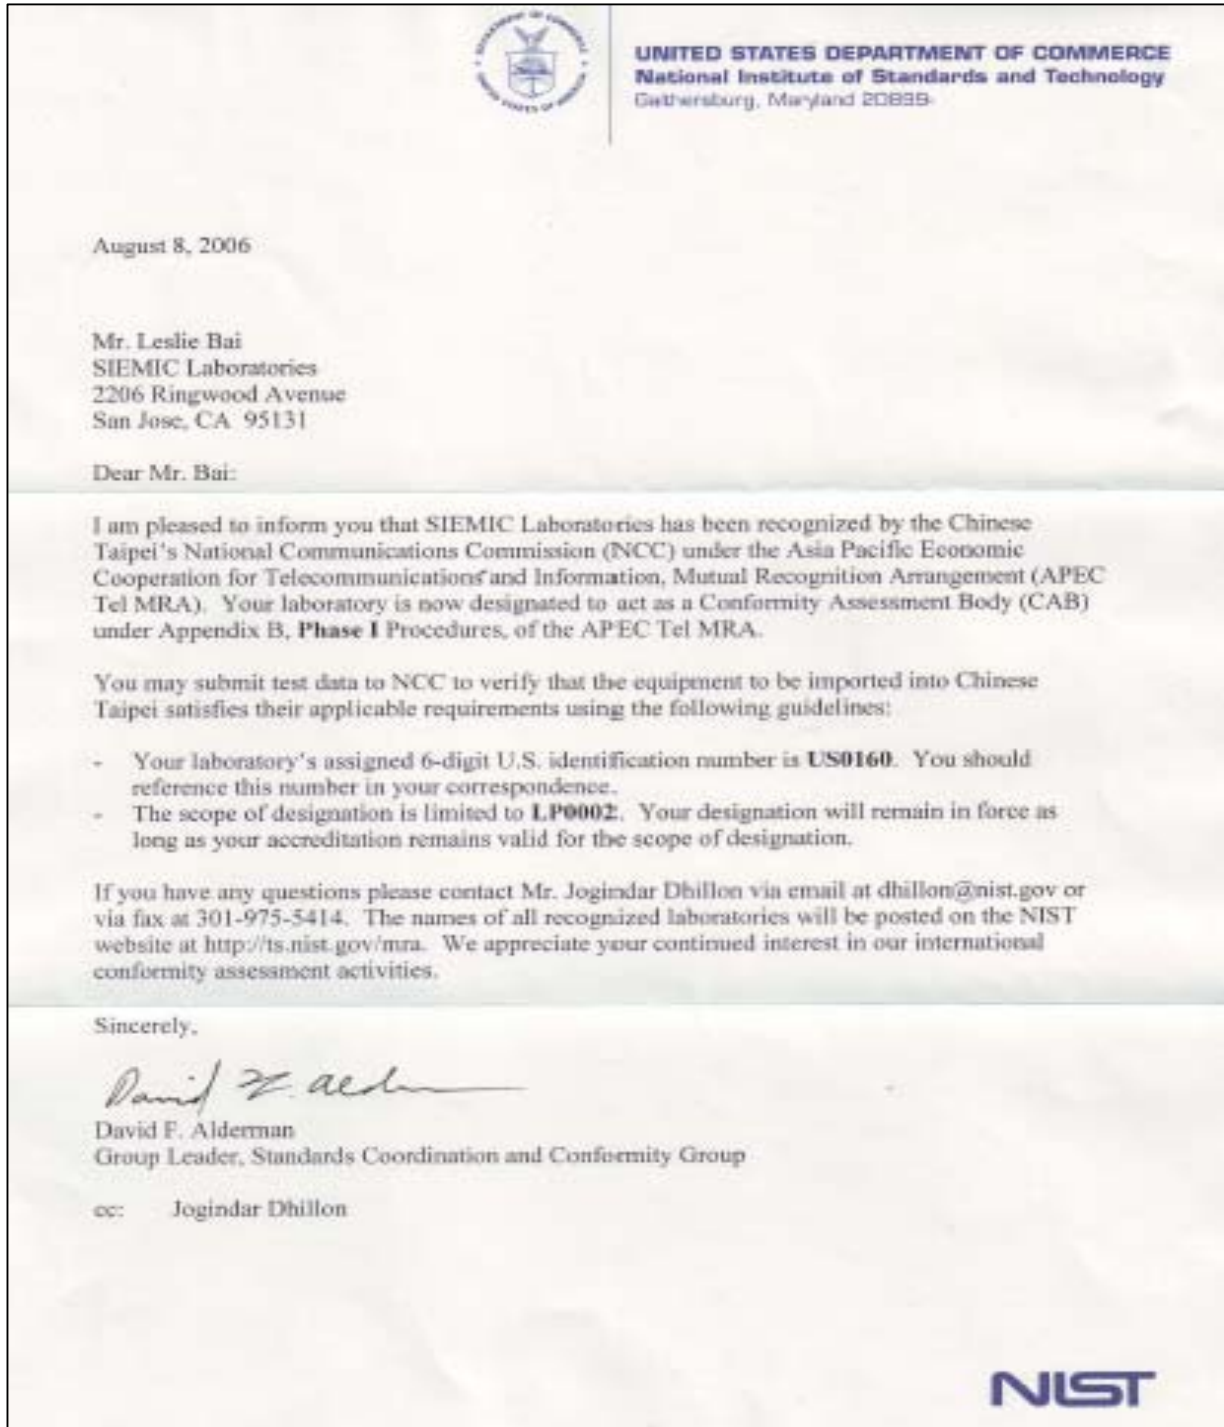 DEPARTMENT OF COMMERCE
UNITED STATES OF AMERICA
UNITED STATES DEPARTMENT OF COMMERCE
National Institute of Standards and Technology
Gaithersburg, Maryland 20899-
August 8, 2006
Mr. Leslie Bai
SIEMIC Laboratories
2206 Ringwood Avenue
San Jose, CA 95131
Dear Mr. Bai:
I am pleased to inform you that SIEMIC Laboratories has been recognized by the Chinese
Taipei's National Communications Commission (NCC) under the Asia Pacific Economic
Cooperation for Telecommunications and Information, Mutual Recognition Arrangement (APEC
Tel MRA). Your laboratory is now designated to act as a Conformity Assessment Body (CAB)
under Appendix B, Phase I Procedures, of the APEC Tel MRA.
You may submit test data to NCC to verify that the equipment to be imported into Chinese
Taipei satisfies their applicable requirements using the following guidelines:
- Your laboratory's assigned 6-digit U.S. identification number is US0160. You should
reference this number in your correspondence.
- The scope of designation is limited to LP0002. Your designation will remain in force as
long as your accreditation remains valid for the scope of designation.
If you have any questions please contact Mr. Jogindar Dhillon via email at dhillon@nist.gov or
via fax at 301-975-5414. The names of all recognized laboratories will be posted on the NIST
website at http://ts.nist.gov/mra. We appreciate your continued interest in our international
conformity assessment activities.
Sincerely,
David F. Alder
David F. Alderman
Group Leader, Standards Coordination and Conformity Group
cc: Jogindar Dhillon
NIST